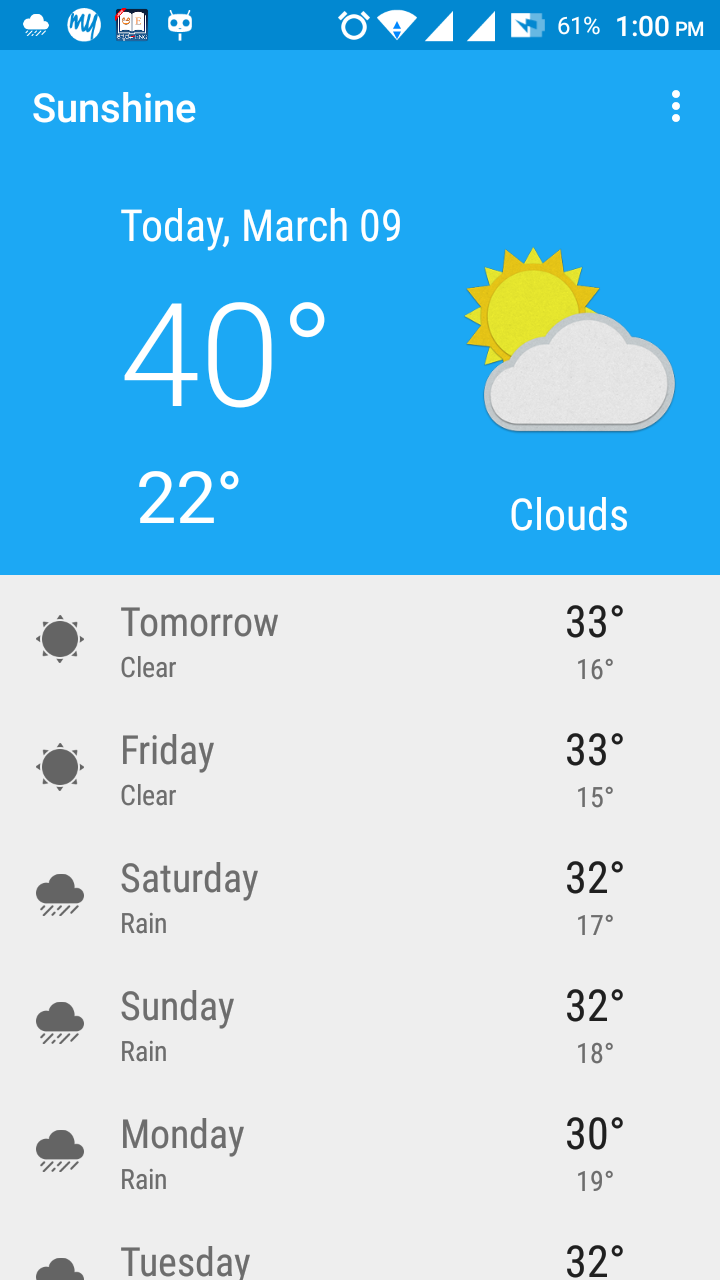 my
61% 1:00 PM
Sunshine
Today, March 09
40°
22°
Clouds
Tomorrow 33°
Clear 16°
Friday 33°
Clear 15°
Saturday 32°
Rain 17°
Sunday 32°
Rain 18°
Monday 30°
Rain 19°
Tuesday 32°